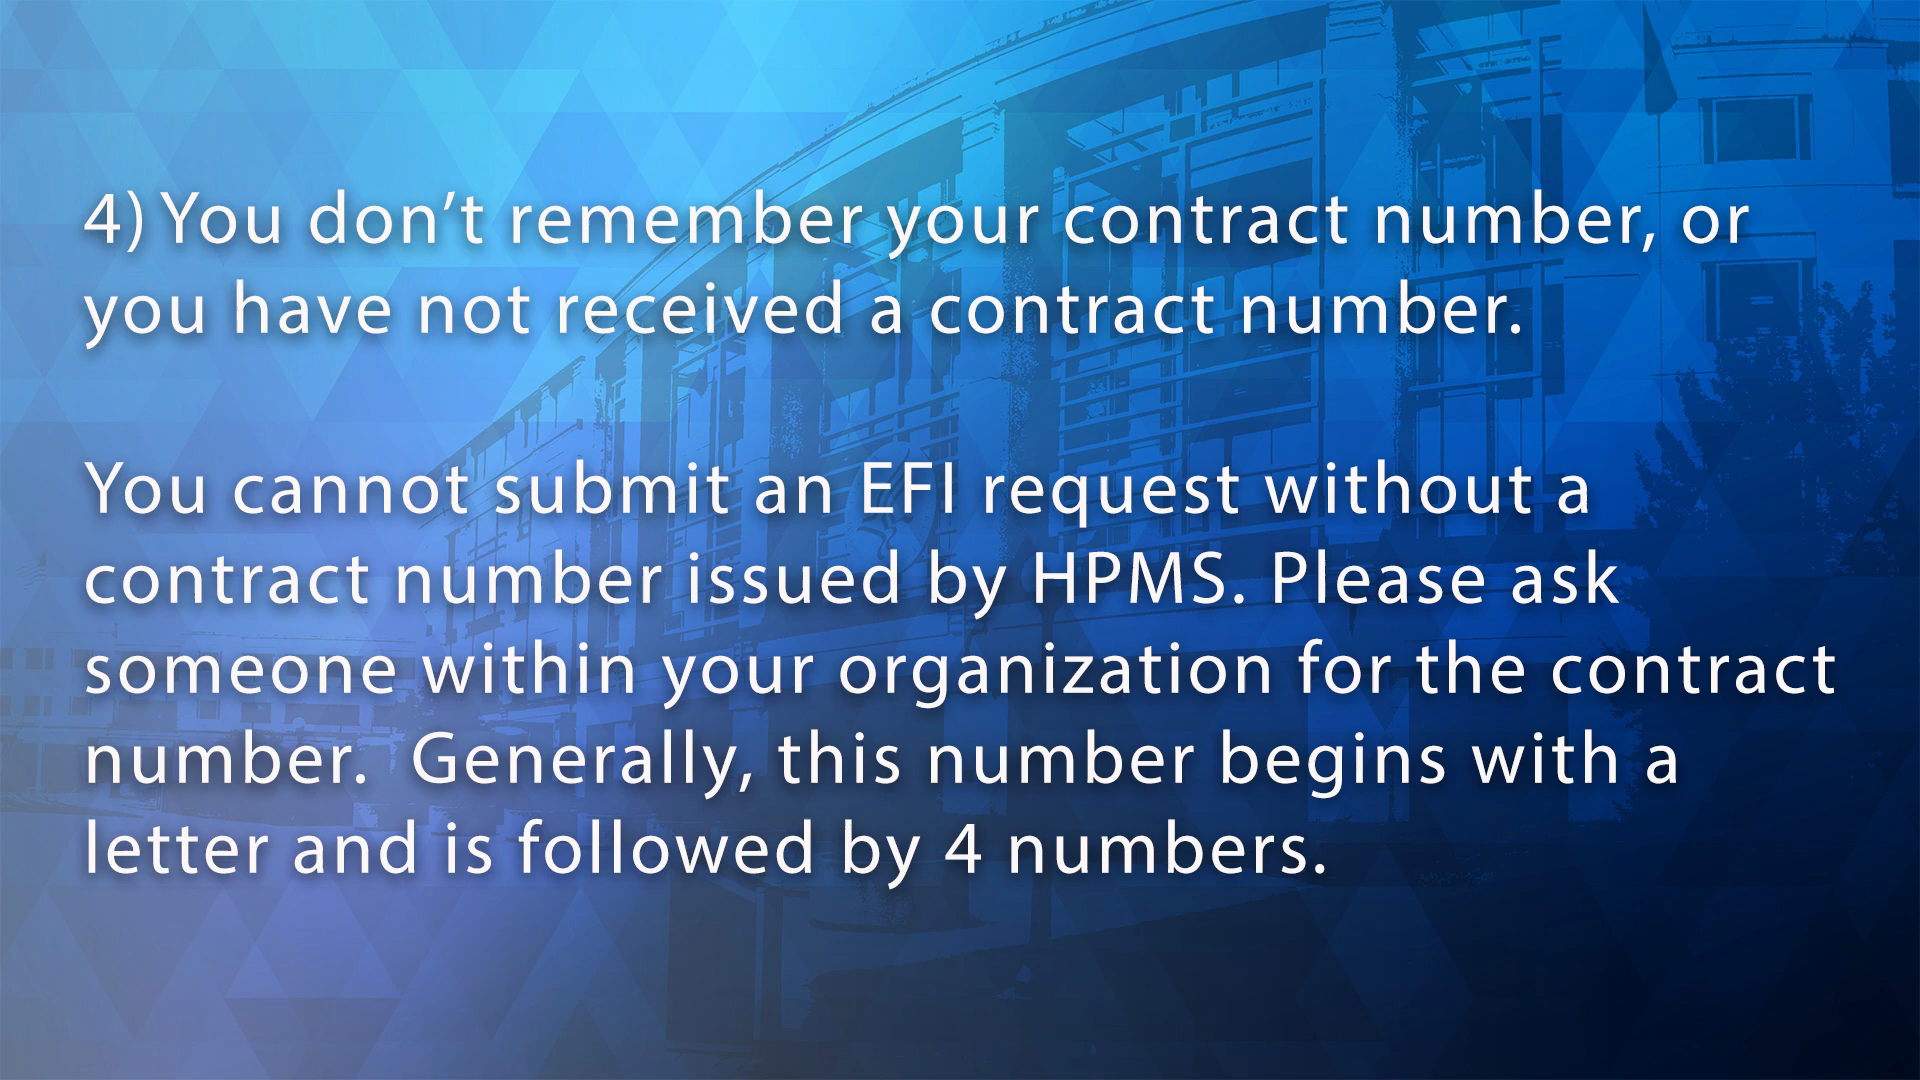 4) You don’t remember your contract number, or
you have not received a contract number.
You cannot submit an EFI request without a
contract number issued by HPMS. Please ask
someone within your organization for the contract
number.  Generally, this number begins with a
letter and is followed by 4 numbers.